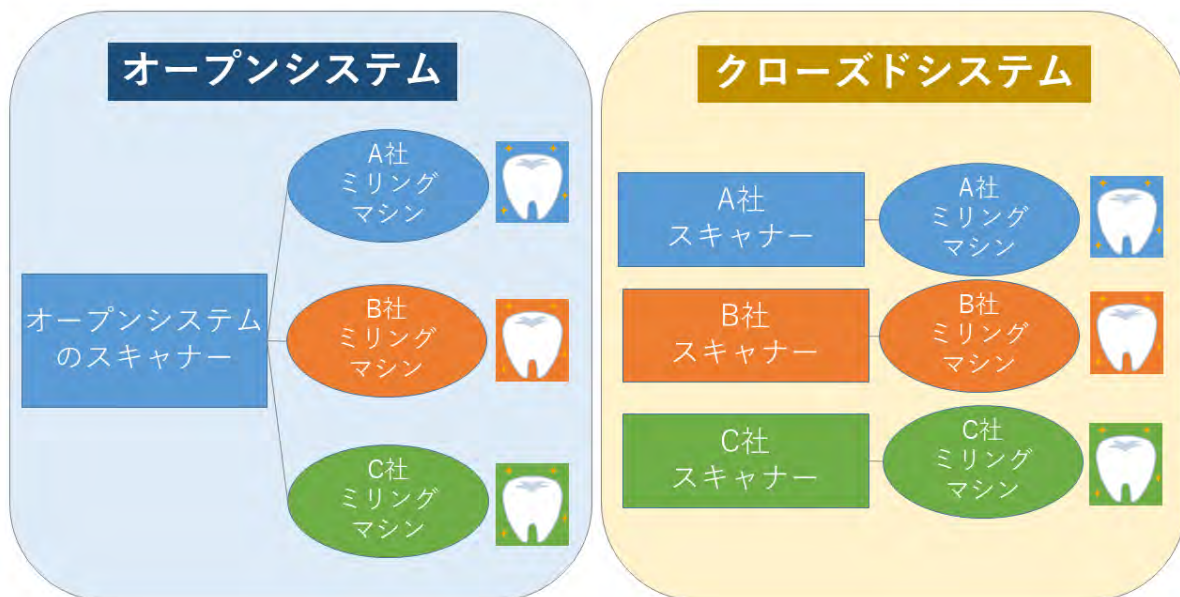 オープンシステム
オープンシステム
のスキャナー
A社
ミリング
マシン
B社
ミリング
マシン
C社
ミリング
マシン
クローズドシステム
A社
スキャナー
A社
ミリング
マシン
B社
スキャナー
B社
ミリング
マシン
C社
スキャナー
C社
ミリング
マシン